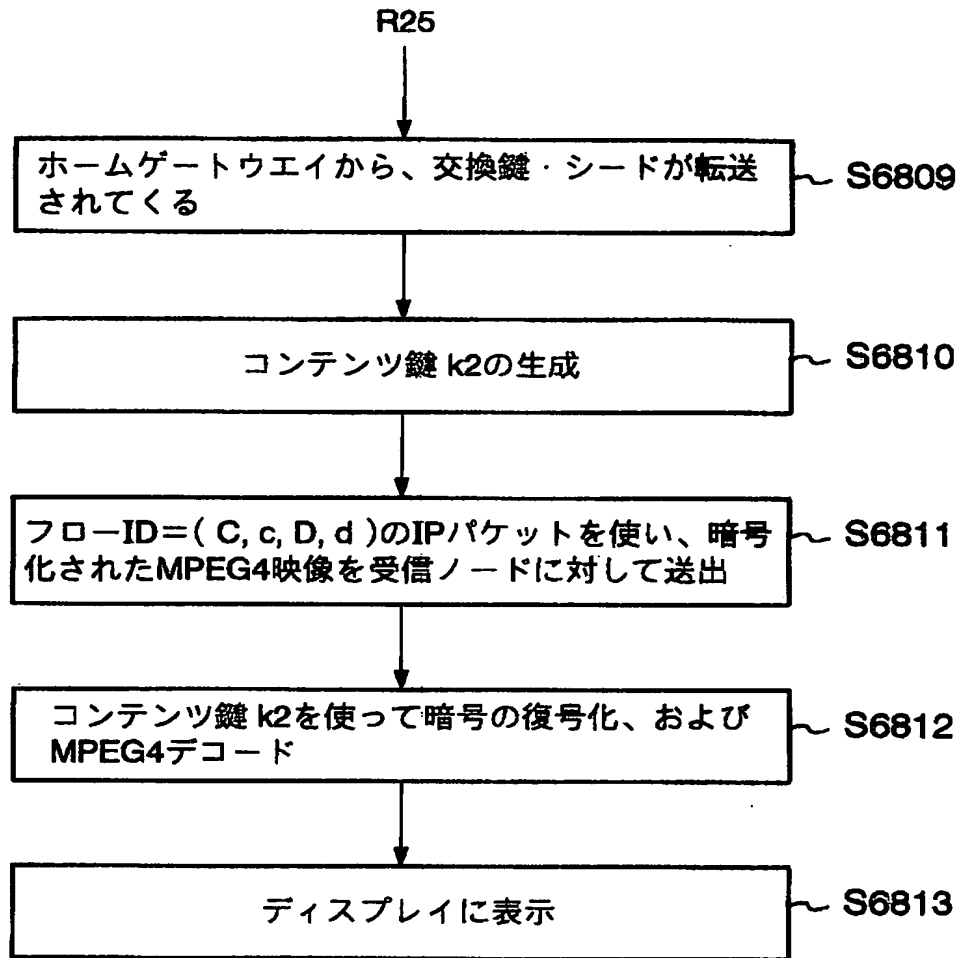 R25
ホームゲートウエイから、交換鍵・シードが転送
されてくる
S6809
コンテンツ鍵 k2の生成
S6810
フローID=( C, c, D, d )のIPパケットを使い、暗号
化されたMPEG4映像を受信ノードに対して送出
S6811
コンテンツ鍵 k2を使って暗号の復号化、および
MPEG4デコード
S6812
ディスプレイに表示
S6813